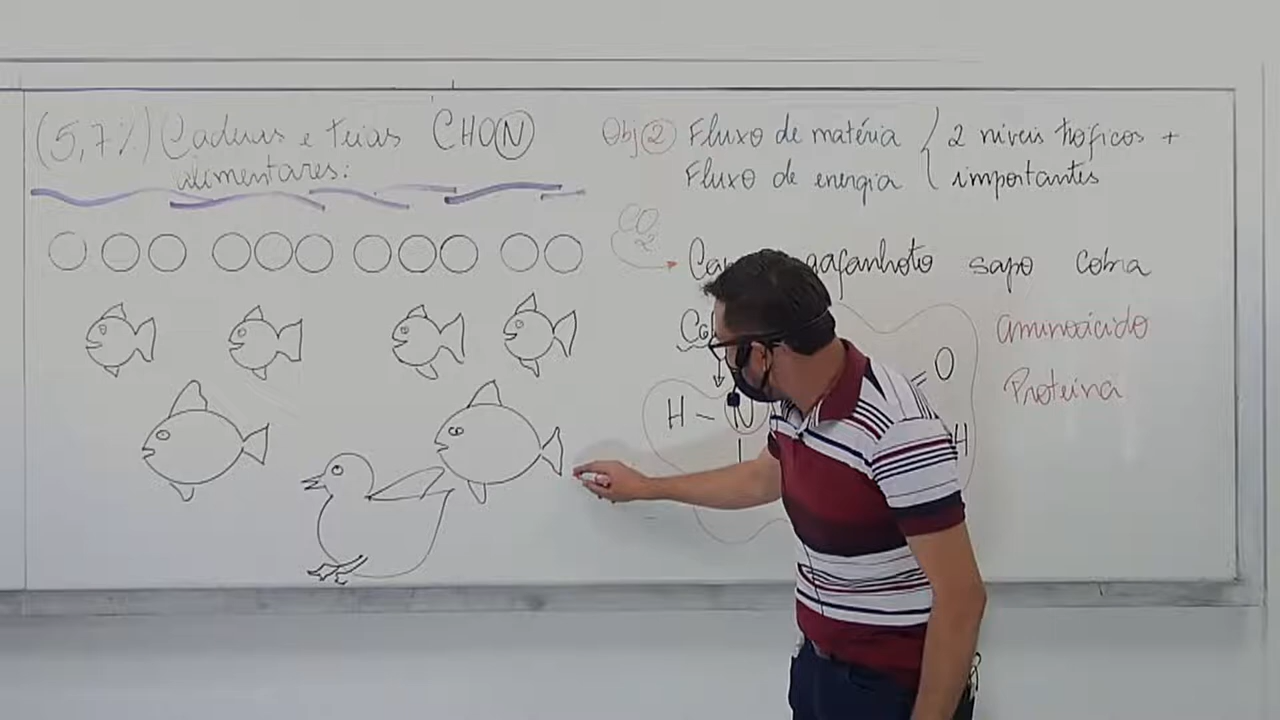 (5,7%) Cadeias e teias CHON
alimentares:
Obj 2 Fluxo de matéria 2 níveis tróficos +
Fluxo de energia importantes
CO2
gafanhoto sapo cobra
aminoácido
Proteína
O
H – N
H